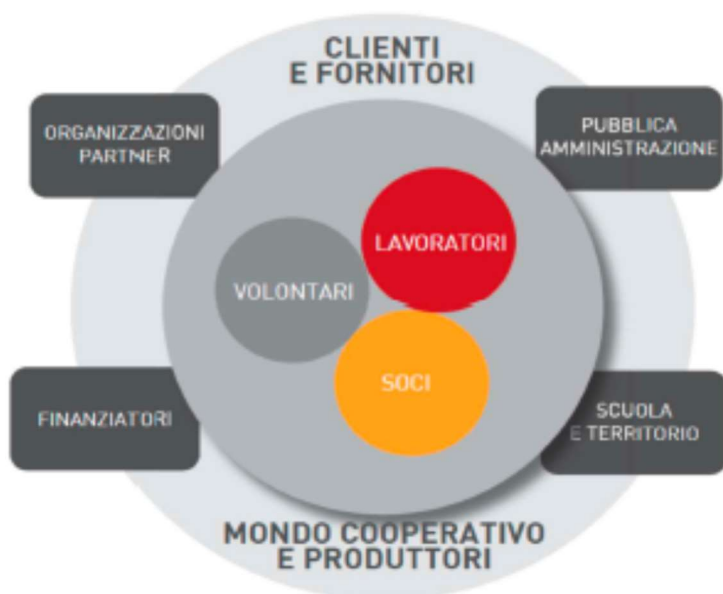 CLIENTI
E FORNITORI
ORGANIZZAZIONI
PARTNER
PUBBLICA
AMMINISTRAZIONE
LAVORATORI
VOLONTARI
SOCI
FINANZIATORI
SCUOLA
E TERRITORIO
MONDO COOPERATIVO
E PRODUTTORI